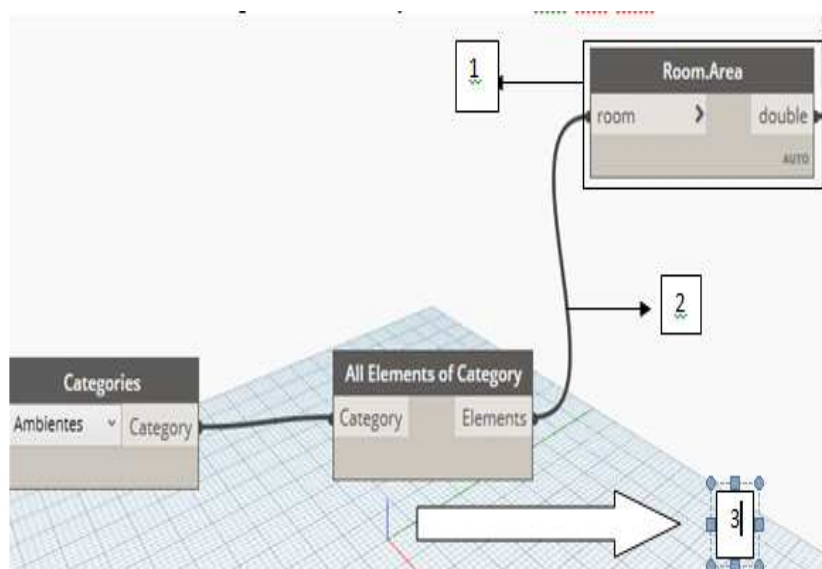 1
Room.Area
room
>
double
AUTO
2
Categories
Ambientes
Category
All Elements of Category
Category
Elements
3